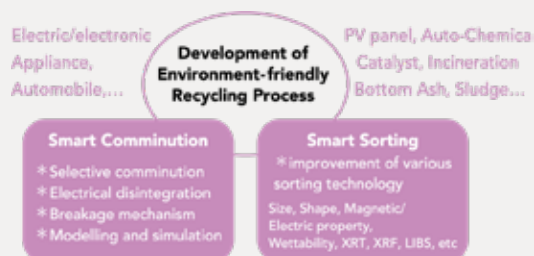 Electric/electronic
Appliance,
Automobile,...
Development of
Environment-friendly
Recycling Process
PV panel, Auto-Chemica
Catalyst, Incineration
Bottom Ash, Sludge...
Smart Comminution
*Selective comminution
*Electrical disintegration
*Breakage mechanism
*Modelling and simulation
Smart Sorting
*improvement of various
sorting technology
Size, Shape, Magnetic/
Electric property,
Wettability, XRT, XRF, LIBS, etc